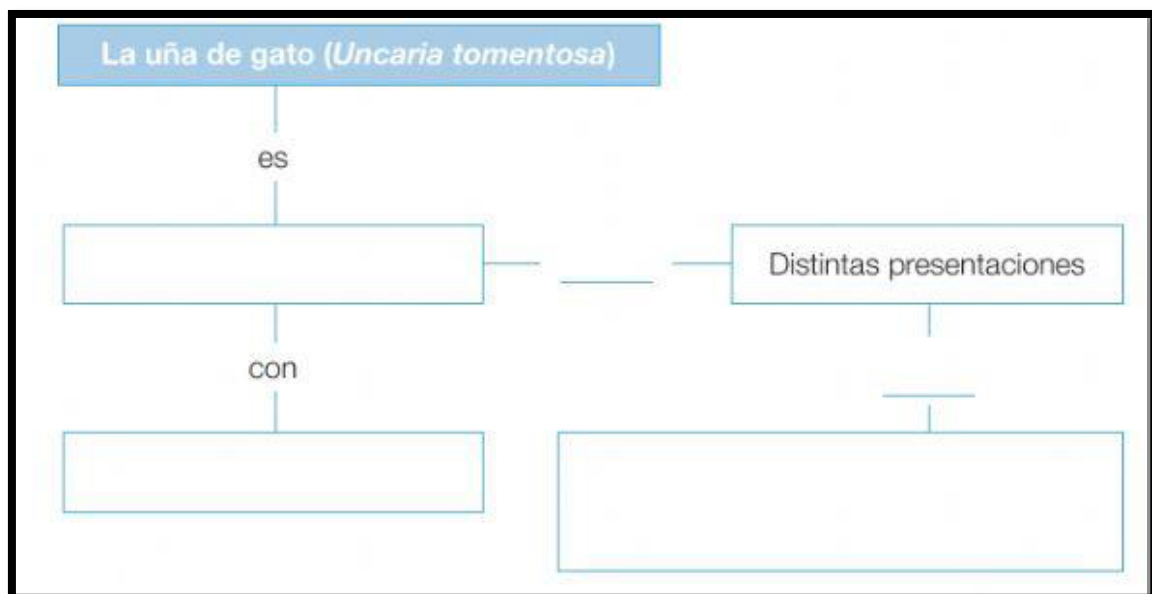 La uña de gato (Uncaria tomentosa)
es
Distintas presentaciones
con